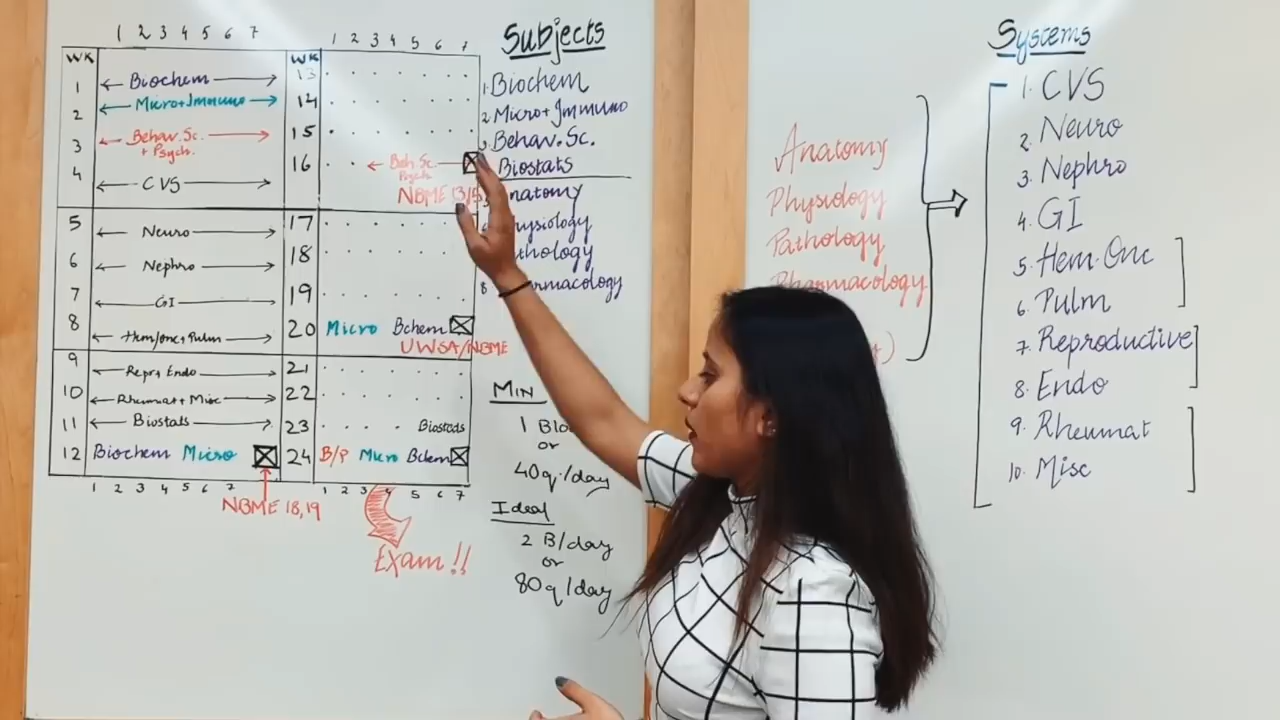 1 2 3 4 5 6 7
WK
1 Biochem
2 Micro+Immuno
3 Behav. Sc.
+ Psych.
4 CVS
5 Neuro
6 Nephro
7 GI
8 Hem/onc+Pulm
9 Repr+Endo
10 Rheumat+Misc
11 Biostats
12 Biochem Micro
1 2 3 4 5 6 7
NBME 18,19
1 2 3 4 5 6 7
WK
13
14
15
16 Beh.Sc.
Psych.
NBME 13/15
17
18
19
20 Micro Bchem
UWSA/NBME
21
22
23 Biostads
24 B/P Micro Bchem
1 2 3 4 5 6 7
Exam !!
Subjects
1. Biochem
2 Micro+Immuno
3 Behav. Sc.
Biostats
Anatomy
8
MIN
1
or
40q./day
Ideal
2 B/day
or
80q/day
Anatomy
Physiology
Pathology
Pharmacology
Systems
1. CVS
2. Neuro
3. Nephro
4. GI
5. Hem.Onc
6. Pulm
7. Reproductive
8. Endo
9. Rheumat
10. Misc